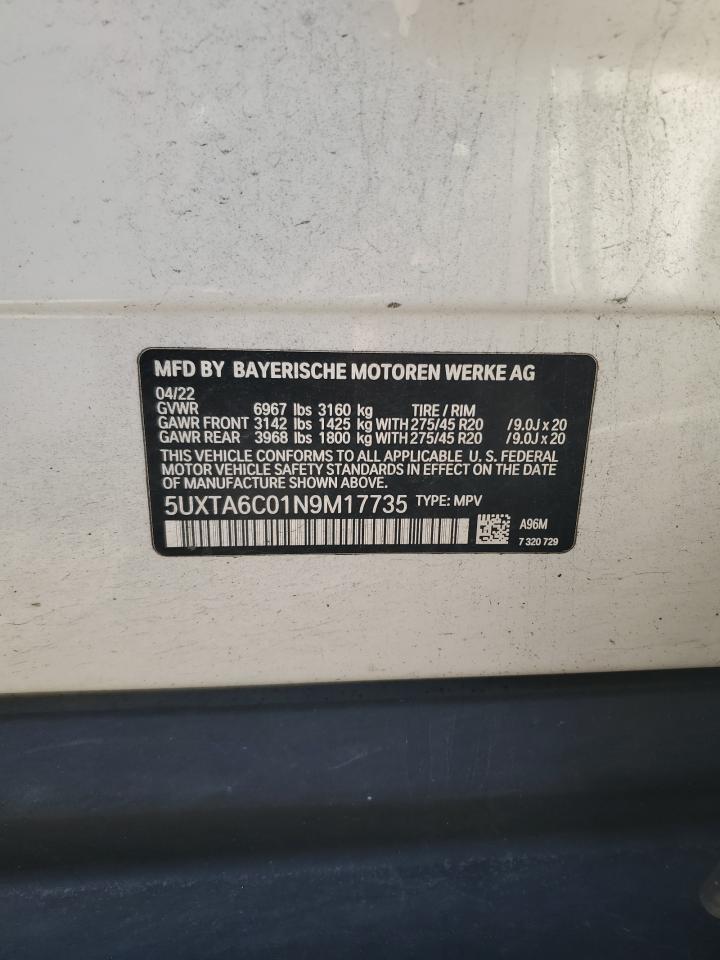 MFD BY BAYERISCHE MOTOREN WERKE AG
04/22
GVWR 6967 lbs 3160 kg TIRE / RIM
GAWR FRONT 3142 lbs 1425 kg WITH 275/45 R20 /9.0J x 20
GAWR REAR 3968 lbs 1800 kg WITH 275/45 R20 /9.0J x 20
THIS VEHICLE CONFORMS TO ALL APPLICABLE U. S. FEDERAL
MOTOR VEHICLE SAFETY STANDARDS IN EFFECT ON THE DATE
OF MANUFACTURE SHOWN ABOVE.
5UXTA6C01N9M17735 TYPE: MPV
A96M
7 320 729